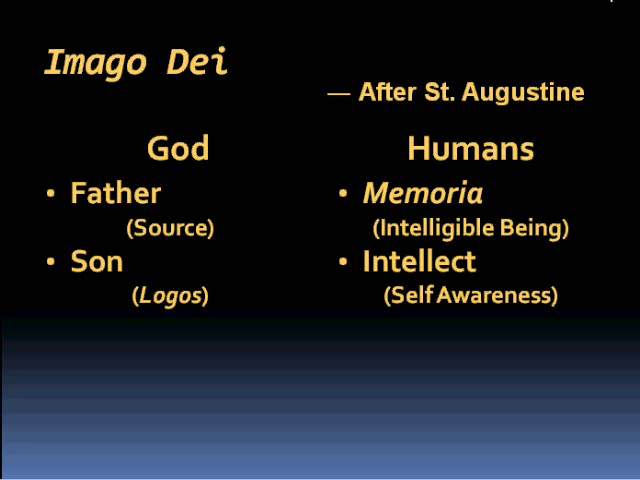 Imago Dei
— After St. Augustine
God
• Father
(Source)
• Son
(Logos)
Humans
• Memoria
(Intelligible Being)
• Intellect
(Self Awareness)